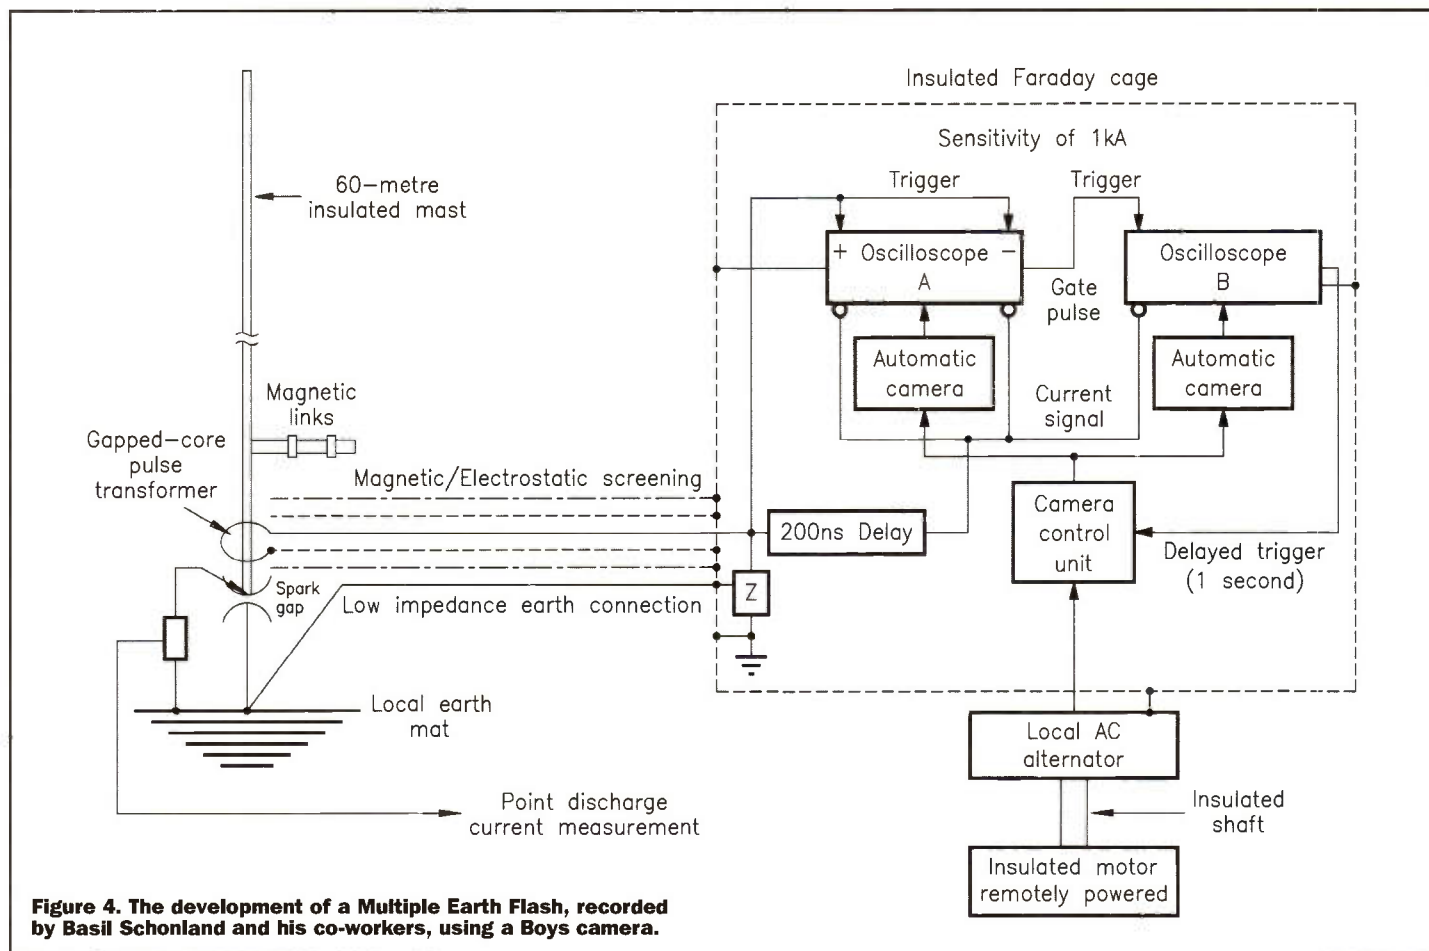 Insulated Faraday cage
Sensitivity of 1kA
Trigger
Trigger
60-metre
insulated mast
+ Oscilloscope −
A
Oscilloscope
B
Gate
pulse
Automatic
camera
Automatic
camera
Magnetic
links
Current
signal
Gapped-core
pulse
transformer
Magnetic/Electrostatic screening
200ns Delay
Camera
control
unit
Delayed trigger
(1 second)
Spark
gap
Z
Low impedance earth connection
Local earth
mat
Local AC
alternator
Point discharge
current measurement
Insulated
shaft
Insulated motor
remotely powered
Figure 4. The development of a Multiple Earth Flash, recorded
by Basil Schonland and his co-workers, using a Boys camera.